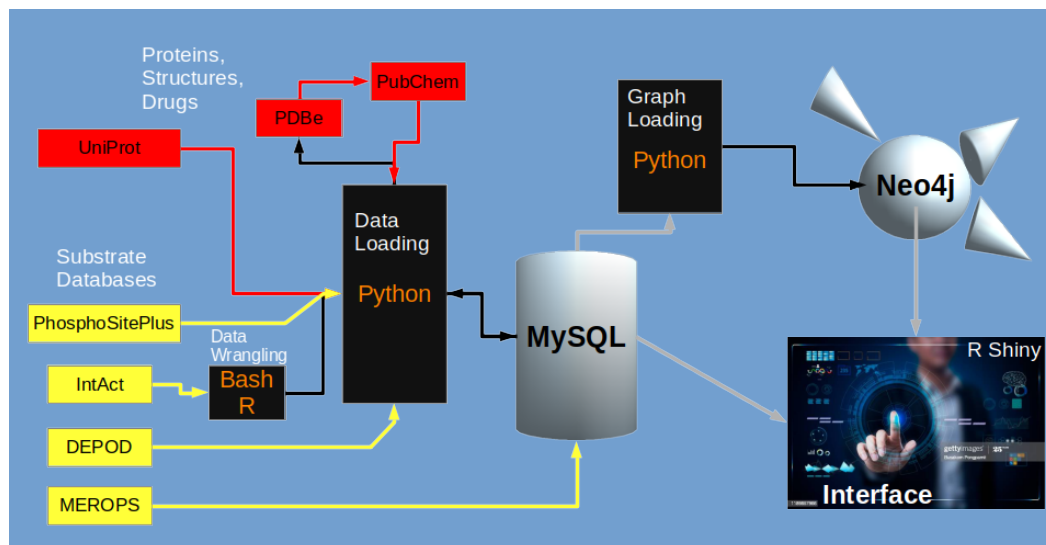 Proteins,
Structures,
Drugs
PubChem
PDBe
UniProt
Graph
Loading
Python
Neo4j
Data
Loading
Python
Substrate
Databases
PhosphoSitePlus
Data
Wrangling
IntAct
Bash
R
DEPOD
MEROPS
MySQL
R Shiny
gettyimages
Interface